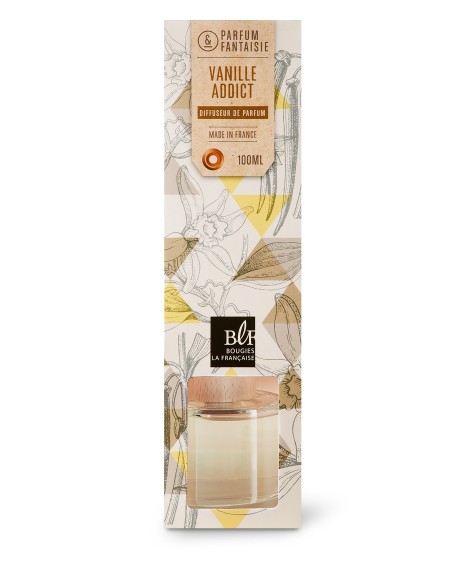 & PARFUM
FANTAISIE
VANILLE
ADDICT
DIFFUSEUR DE PARFUM
MADE IN FRANCE
100ML
BLF
BOUGIES
LA FRANÇAISE